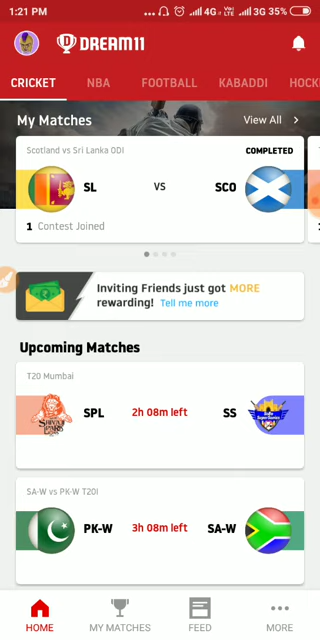 1:21 PM ... 4G VoLTE 3G 35%
DREAM11
CRICKET NBA FOOTBALL KABADDI HOCK
My Matches View All >
Scotland vs Sri Lanka ODI COMPLETED
SL VS SCO
1 Contest Joined
Inviting Friends just got MORE
rewarding! Tell me more
Upcoming Matches
T20 Mumbai
SPL 2h 08m left SS
SA-W vs PK-W T20I
PK-W 3h 08m left SA-W
HOME MY MATCHES FEED MORE